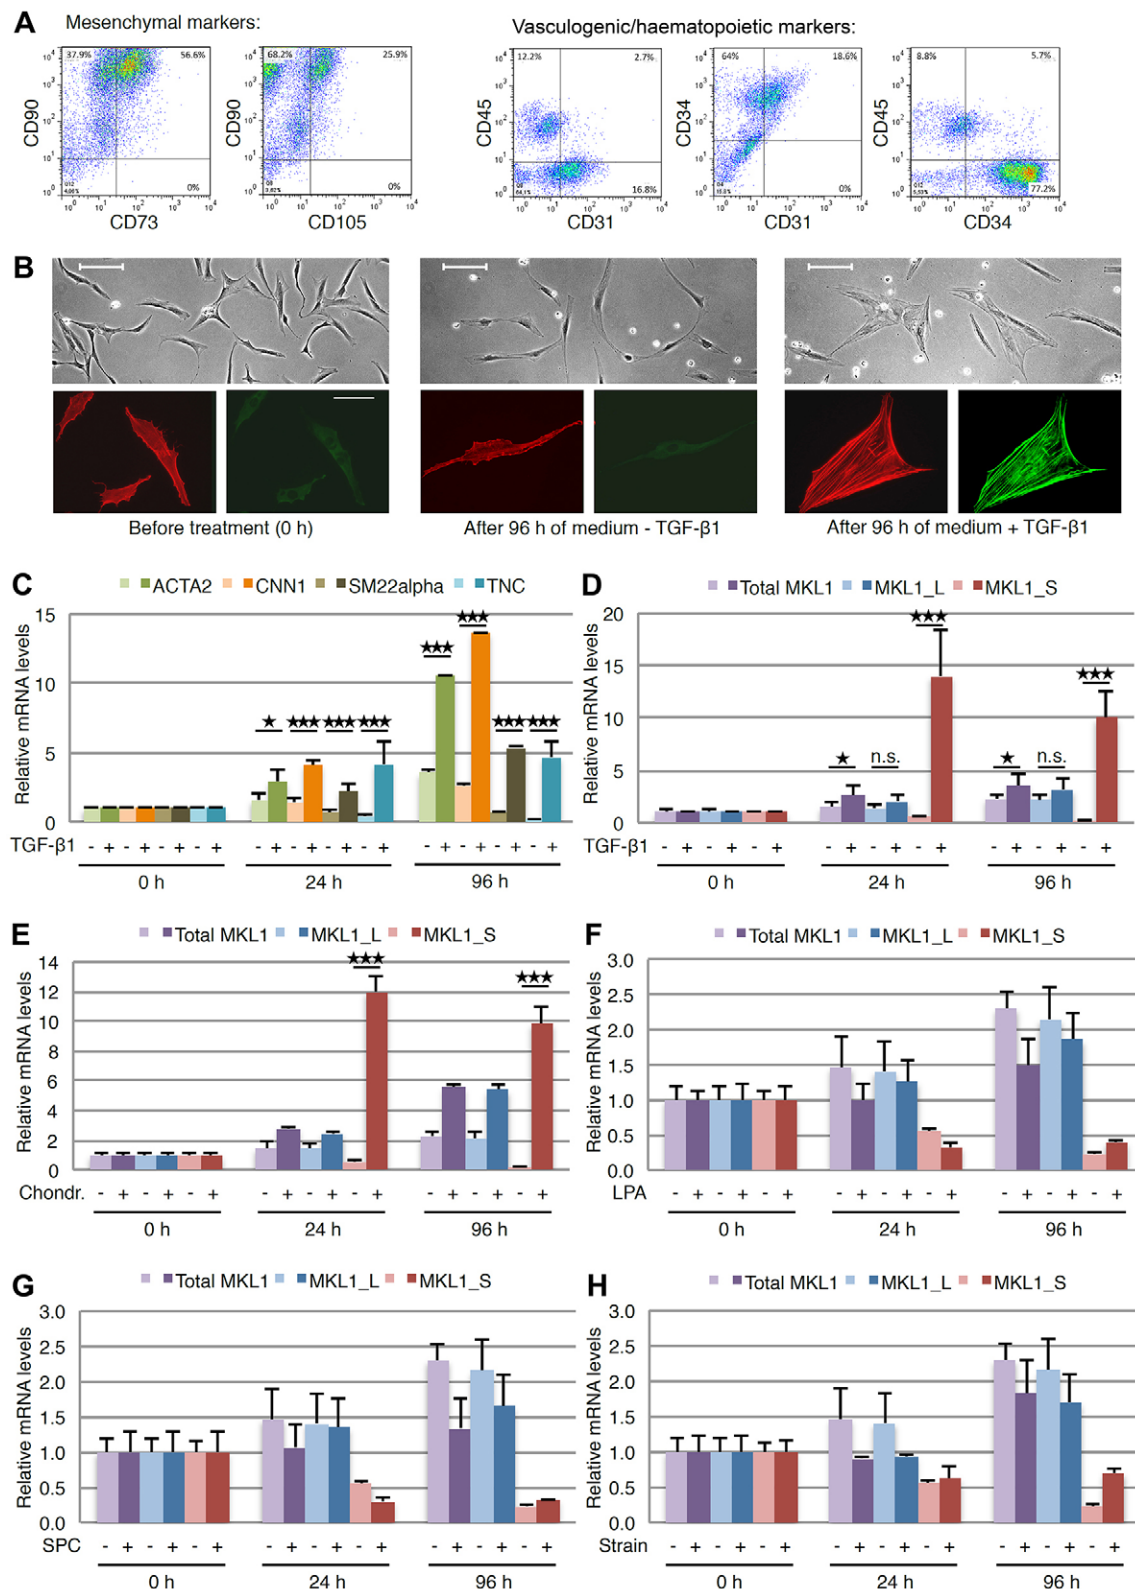 A Mesenchymal markers: Vasculogenic/haematopoietic markers:
37.9% 56.6% 68.2% 25.9% 12.2% 2.7% 64% 18.6% 8.8% 5.7%
CD90 CD90 CD45 CD34 CD45
0% 0% 16.8% 0% 77.2%
CD73 CD105 CD31 CD31 CD34
B
Before treatment (0 h) After 96 h of medium - TGF-β1 After 96 h of medium + TGF-β1
C ACTA2 CNN1 SM22alpha TNC
Relative mRNA levels
15
10
5
0
★ ★★★ ★★★ ★★★ ★★★ ★★★ ★★★ ★★★
TGF-β1 - + - + - + - + - + - + - + - + - + - + - + - +
0 h 24 h 96 h
D Total MKL1 MKL1_L MKL1_S
Relative mRNA levels
20
15
10
5
0
★ n.s. ★★★ ★ n.s. ★★★
TGF-β1 - + - + - + - + - + - + - + - + - +
0 h 24 h 96 h
E Total MKL1 MKL1_L MKL1_S
Relative mRNA levels
14
12
10
8
6
4
2
0
★★★ ★★★
Chondr. - + - + - + - + - + - + - + - + - +
0 h 24 h 96 h
F Total MKL1 MKL1_L MKL1_S
Relative mRNA levels
3.0
2.5
2.0
1.5
1.0
0.5
0.0
LPA - + - + - + - + - + - + - + - + - +
0 h 24 h 96 h
G Total MKL1 MKL1_L MKL1_S
Relative mRNA levels
3.0
2.5
2.0
1.5
1.0
0.5
0.0
SPC - + - + - + - + - + - + - + - + - +
0 h 24 h 96 h
H Total MKL1 MKL1_L MKL1_S
Relative mRNA levels
3.0
2.5
2.0
1.5
1.0
0.5
0.0
Strain - + - + - + - + - + - + - + - + - +
0 h 24 h 96 h